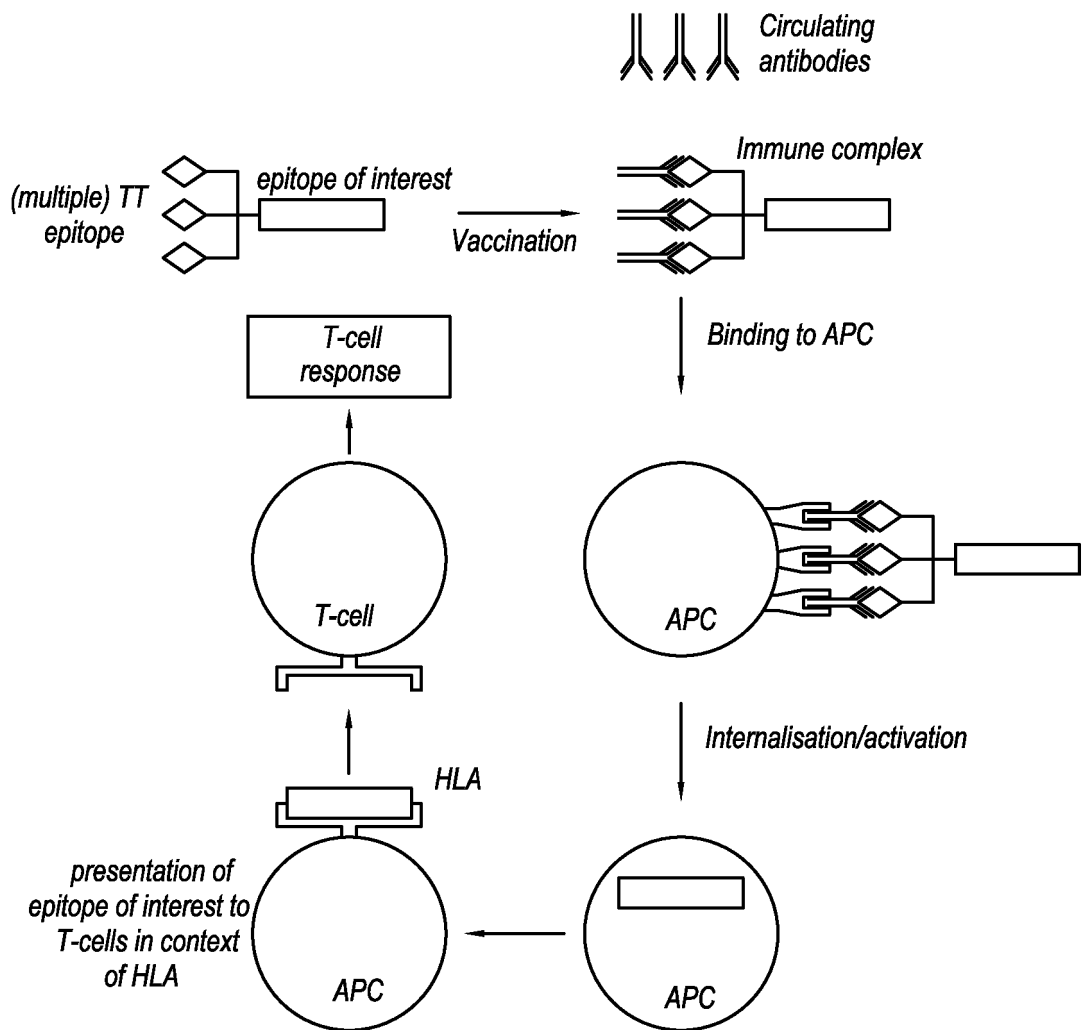 Circulating
antibodies
(multiple) TT
epitope
epitope of interest
Vaccination
Immune complex
Binding to APC
T-cell
response
T-cell
APC
Internalisation/activation
HLA
presentation of
epitope of interest to
T-cells in context
of HLA
APC
APC